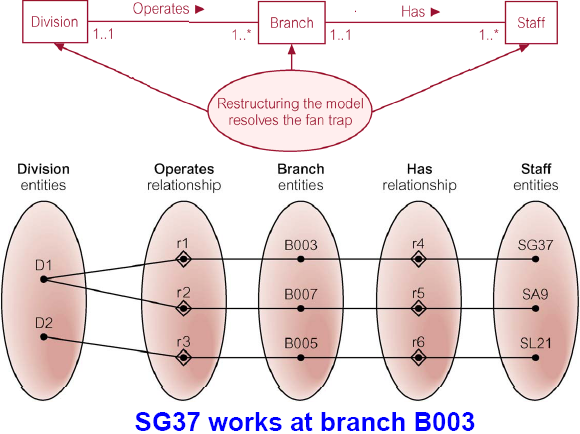 Operates ►
Has ►
Division
Branch
Staff
1..1
1..*
1..1
1..*
Restructuring the model
resolves the fan trap
Division
entities
Operates
relationship
Branch
entities
Has
relationship
Staff
entities
r1
B003
r4
SG37
D1
r2
B007
r5
SA9
D2
r3
B005
r6
SL21
SG37 works at branch B003